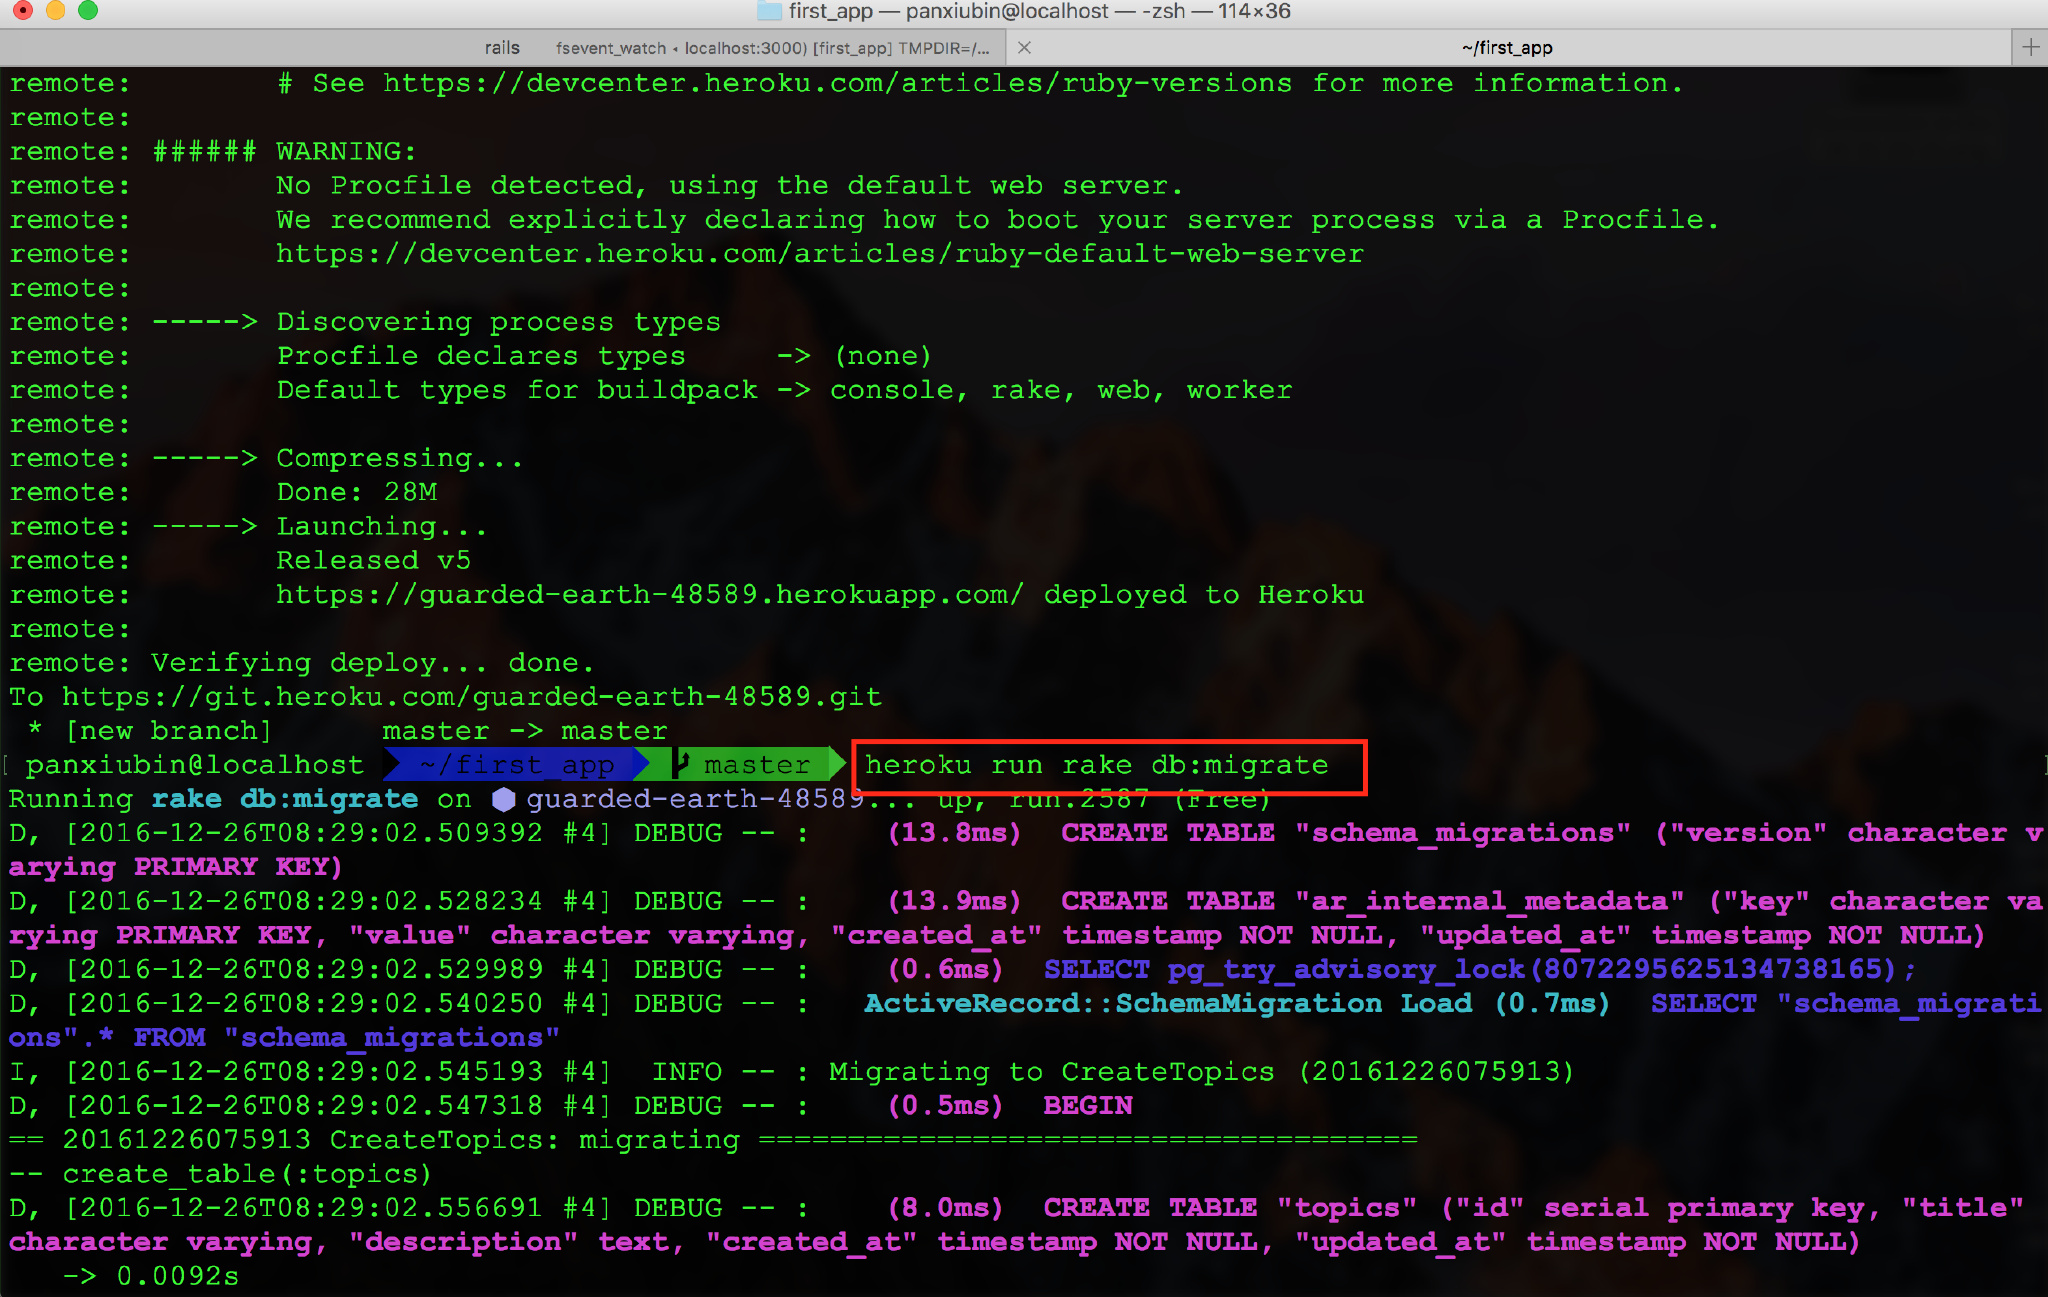 first_app — panxiubin@localhost — -zsh — 114×36
rails fsevent_watch ◂ localhost:3000) [first_app] TMPDIR=/... ~/first_app
remote:        # See https://devcenter.heroku.com/articles/ruby-versions for more information.
remote:
remote: ###### WARNING:
remote:        No Procfile detected, using the default web server.
remote:        We recommend explicitly declaring how to boot your server process via a Procfile.
remote:        https://devcenter.heroku.com/articles/ruby-default-web-server
remote:
remote: -----> Discovering process types
remote:        Procfile declares types     -> (none)
remote:        Default types for buildpack -> console, rake, web, worker
remote:
remote: -----> Compressing...
remote:        Done: 28M
remote: -----> Launching...
remote:        Released v5
remote:        https://guarded-earth-48589.herokuapp.com/ deployed to Heroku
remote:
remote: Verifying deploy... done.
To https://git.heroku.com/guarded-earth-48589.git
 * [new branch]      master -> master
[ panxiubin@localhost ~/first_app master heroku run rake db:migrate
Running rake db:migrate on ⬢ guarded-earth-48589... up, run.2587 (Free)
D, [2016-12-26T08:29:02.509392 #4] DEBUG -- :    (13.8ms)  CREATE TABLE "schema_migrations" ("version" character v
arying PRIMARY KEY)
D, [2016-12-26T08:29:02.528234 #4] DEBUG -- :    (13.9ms)  CREATE TABLE "ar_internal_metadata" ("key" character va
rying PRIMARY KEY, "value" character varying, "created_at" timestamp NOT NULL, "updated_at" timestamp NOT NULL)
D, [2016-12-26T08:29:02.529989 #4] DEBUG -- :    (0.6ms)  SELECT pg_try_advisory_lock(8072295625134738165);
D, [2016-12-26T08:29:02.540250 #4] DEBUG -- :   ActiveRecord::SchemaMigration Load (0.7ms)  SELECT "schema_migrati
ons".* FROM "schema_migrations"
I, [2016-12-26T08:29:02.545193 #4]  INFO -- : Migrating to CreateTopics (20161226075913)
D, [2016-12-26T08:29:02.547318 #4] DEBUG -- :    (0.5ms)  BEGIN
== 20161226075913 CreateTopics: migrating =====================================
-- create_table(:topics)
D, [2016-12-26T08:29:02.556691 #4] DEBUG -- :    (8.0ms)  CREATE TABLE "topics" ("id" serial primary key, "title"
character varying, "description" text, "created_at" timestamp NOT NULL, "updated_at" timestamp NOT NULL)
   -> 0.0092s